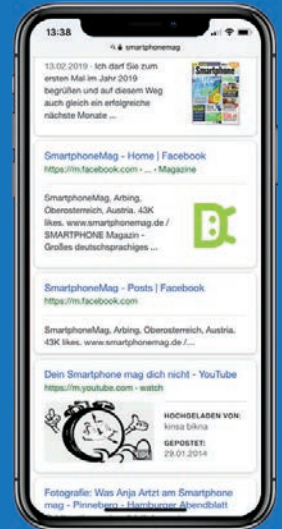 13:38
smartphonemag
13.02.2019 · Ich darf Sie zum
ersten Mal im Jahr 2019
begrüßen und auf diesem Weg
auch gleich ein erfolgreiche
nächste Monate ...
Smartphone
SmartphoneMag - Home | Facebook
https://m.facebook.com › ... › Magazine
SmartphoneMag, Arbing,
Oberosterreich, Austria. 43K
likes. www.smartphonemag.de /
SMARTPHONE Magazin -
Großes deutschsprachiges ...
SmartphoneMag - Posts | Facebook
https://m.facebook.com
SmartphoneMag, Arbing, Oberosterreich, Austria.
43K likes. www.smartphonemag.de /...
Dein Smartphone mag dich nicht - YouTube
https://m.youtube.com › watch
HOCHGELADEN VON:
kinsa bikna
GEPOSTET:
29.01.2014
Fotografie: Was Anja Artzt am Smartphone
mag - Pinneberg - Hamburger Abendblatt